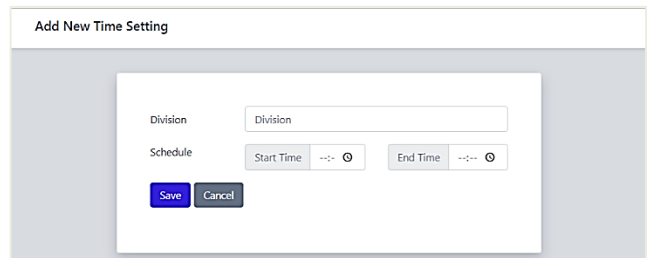 Add New Time Setting
Division Division
Schedule Start Time --:- End Time --:--
Save Cancel